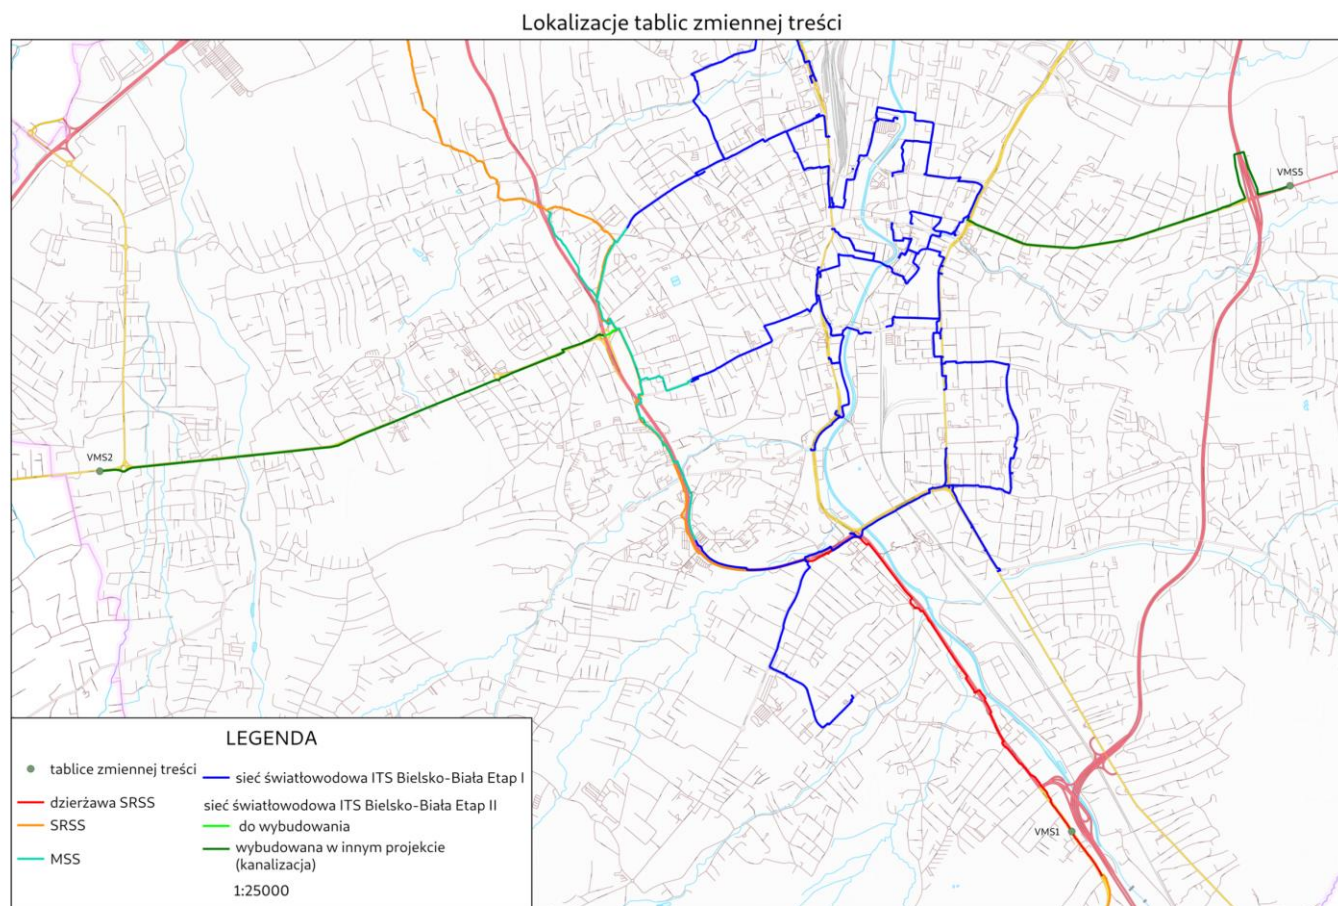 Lokalizacje tablic zmiennej treści
VMS5
VMS2
VMS1
LEGENDA
tablice zmiennej treści
dzierżawa SRSS
SRSS
MSS
sieć światłowodowa ITS Bielsko-Biała Etap I
sieć światłowodowa ITS Bielsko-Biała Etap II
do wybudowania
wybudowana w innym projekcie
(kanalizacja)
1:25000